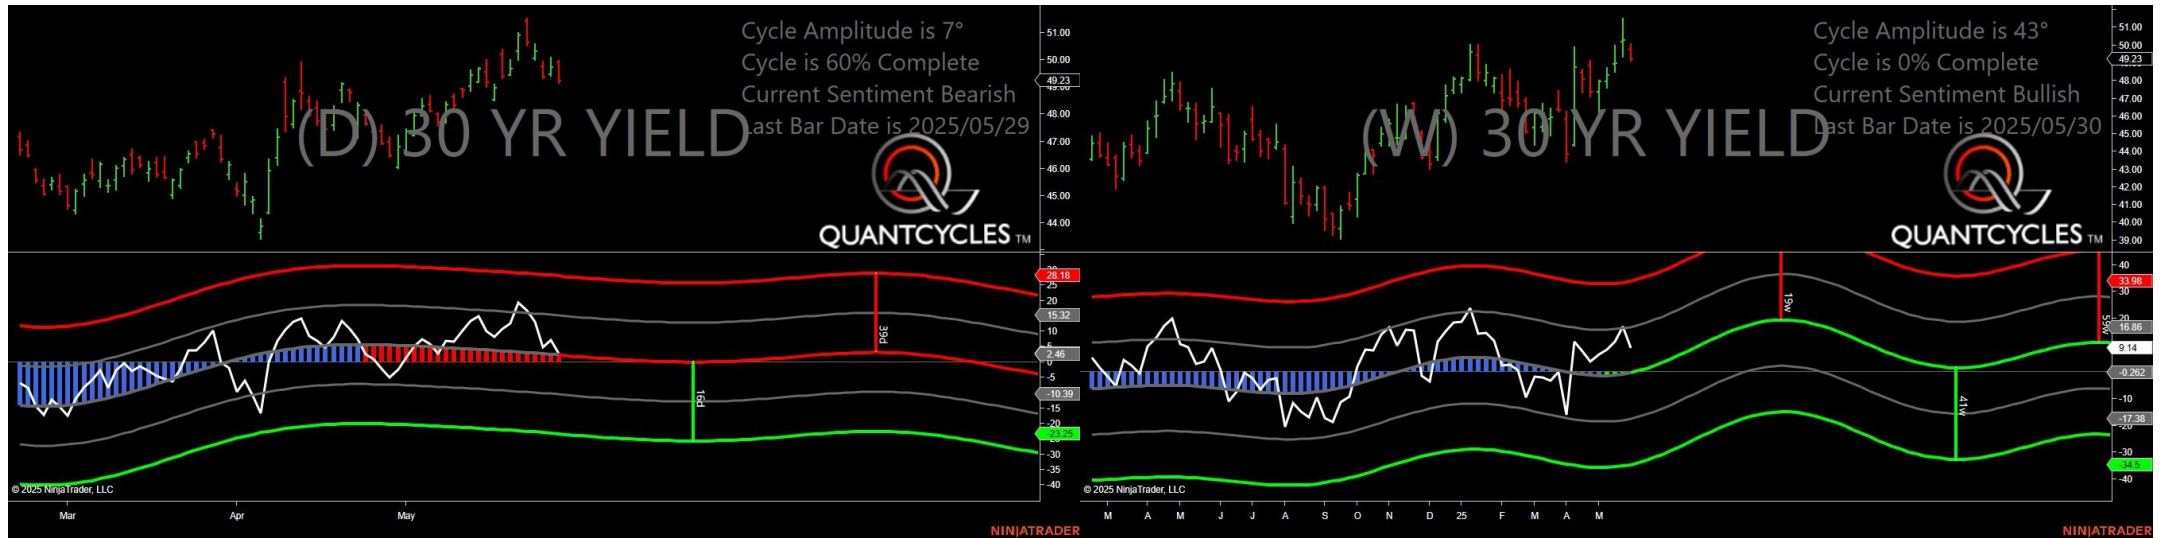 Cycle Amplitude is 7°
Cycle is 60% Complete
Current Sentiment Bearish
Last Bar Date is 2025/05/29
(D) 30 YR YIELD
QUANTCYCLES TM
51.00
50.00
49.23
49.00
47.00
46.00
45.00
44.00
28.18
25
20
15.32
10
5
2.46
-5
-10.39
-15
-20
-23.25
-30
-35
-40
39d
16d
© 2025 NinjaTrader, LLC
Mar
Apr
May
NINJATRADER
Cycle Amplitude is 43°
Cycle is 0% Complete
Current Sentiment Bullish
Last Bar Date is 2025/05/30
(W) 30 YR YIELD
QUANTCYCLES TM
51.00
50.00
49.23
48.00
47.00
46.00
45.00
44.00
43.00
42.00
41.00
40.00
39.00
40
33.98
30
20
16.86
9.14
-0.262
-10
-17.38
-20
-30
-34.5
-40
19w
59w
41w
© 2025 NinjaTrader, LLC
M A M J J A S O N D 25 F M A M
NINJATRADER